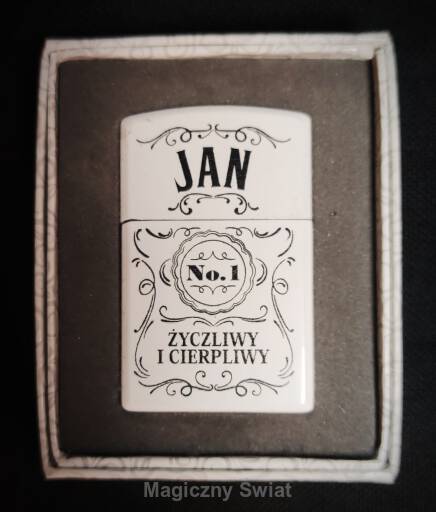 JAN
No.1
ŻYCZLIWY
I CIERPLIWY
Magiczny Swiat